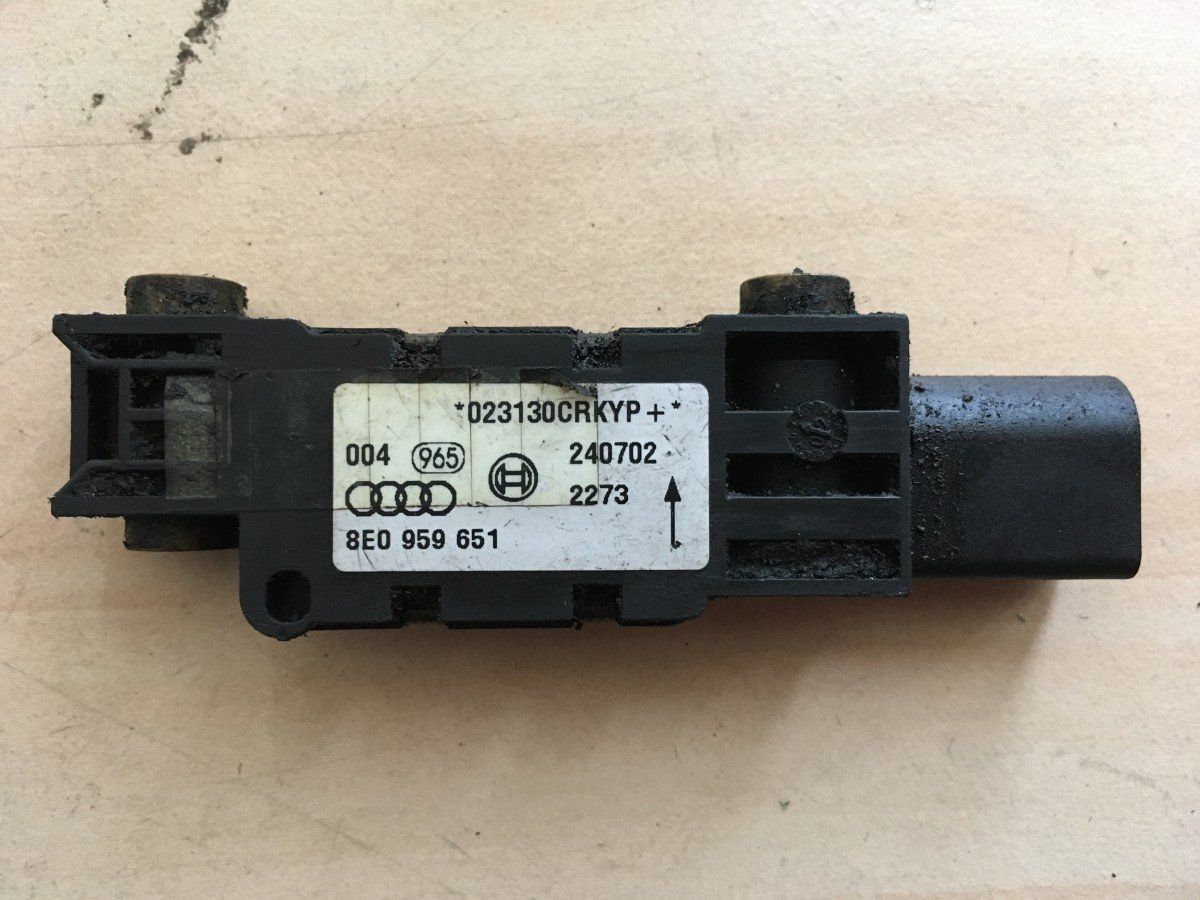 *023130CRKYP+*
004 965 240702
2273
8E0 959 651